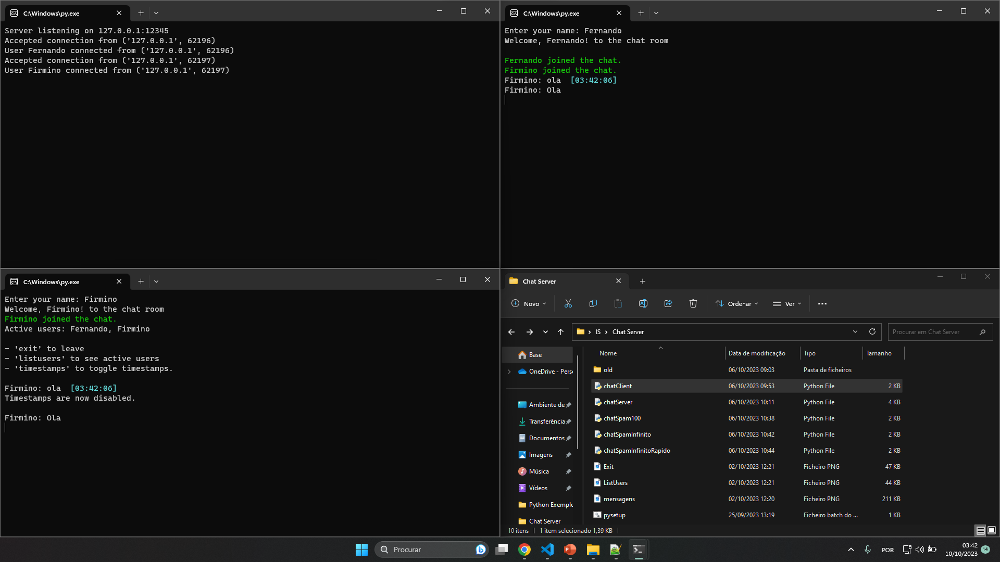 C:\Windows\py.exe
Server listening on 127.0.0.1:12345
Accepted connection from ('127.0.0.1', 62196)
User Fernando connected from ('127.0.0.1', 62196)
Accepted connection from ('127.0.0.1', 62197)
User Firmino connected from ('127.0.0.1', 62197)
C:\Windows\py.exe
Enter your name: Fernando
Welcome, Fernando! to the chat room
Fernando joined the chat.
Firmino joined the chat.
Firmino: ola [03:42:06]
Firmino: Ola
C:\Windows\py.exe
Enter your name: Firmino
Welcome, Firmino! to the chat room
Firmino joined the chat.
Active users: Fernando, Firmino
- 'exit' to leave
- 'listusers' to see active users
- 'timestamps' to toggle timestamps.
Firmino: ola [03:42:06]
Timestamps are now disabled.
Firmino: Ola
Chat Server
Novo Ordenar Ver
IS > Chat Server Procurar em Chat Server
Base
OneDrive - Pers
Ambiente de
Transferência
Documentos
Imagens
Música
Vídeos
Python Exemplo
Chat Server
Nome Data de modificação Tipo Tamanho
old 06/10/2023 09:03 Pasta de ficheiros
chatClient 06/10/2023 09:53 Python File 2 KB
chatServer 06/10/2023 10:11 Python File 4 KB
chatSpam100 06/10/2023 10:38 Python File 2 KB
chatSpamInfinito 06/10/2023 10:42 Python File 2 KB
chatSpamInfinitoRapido 06/10/2023 10:44 Python File 2 KB
Exit 02/10/2023 12:21 Ficheiro PNG 47 KB
ListUsers 02/10/2023 12:21 Ficheiro PNG 44 KB
mensagens 02/10/2023 12:20 Ficheiro PNG 211 KB
pysetup 25/09/2023 13:19 Ficheiro batch do ... 1 KB
10 itens | 1 item selecionado 1,39 KB |
Procurar
POR
03:42
10/10/2023
14